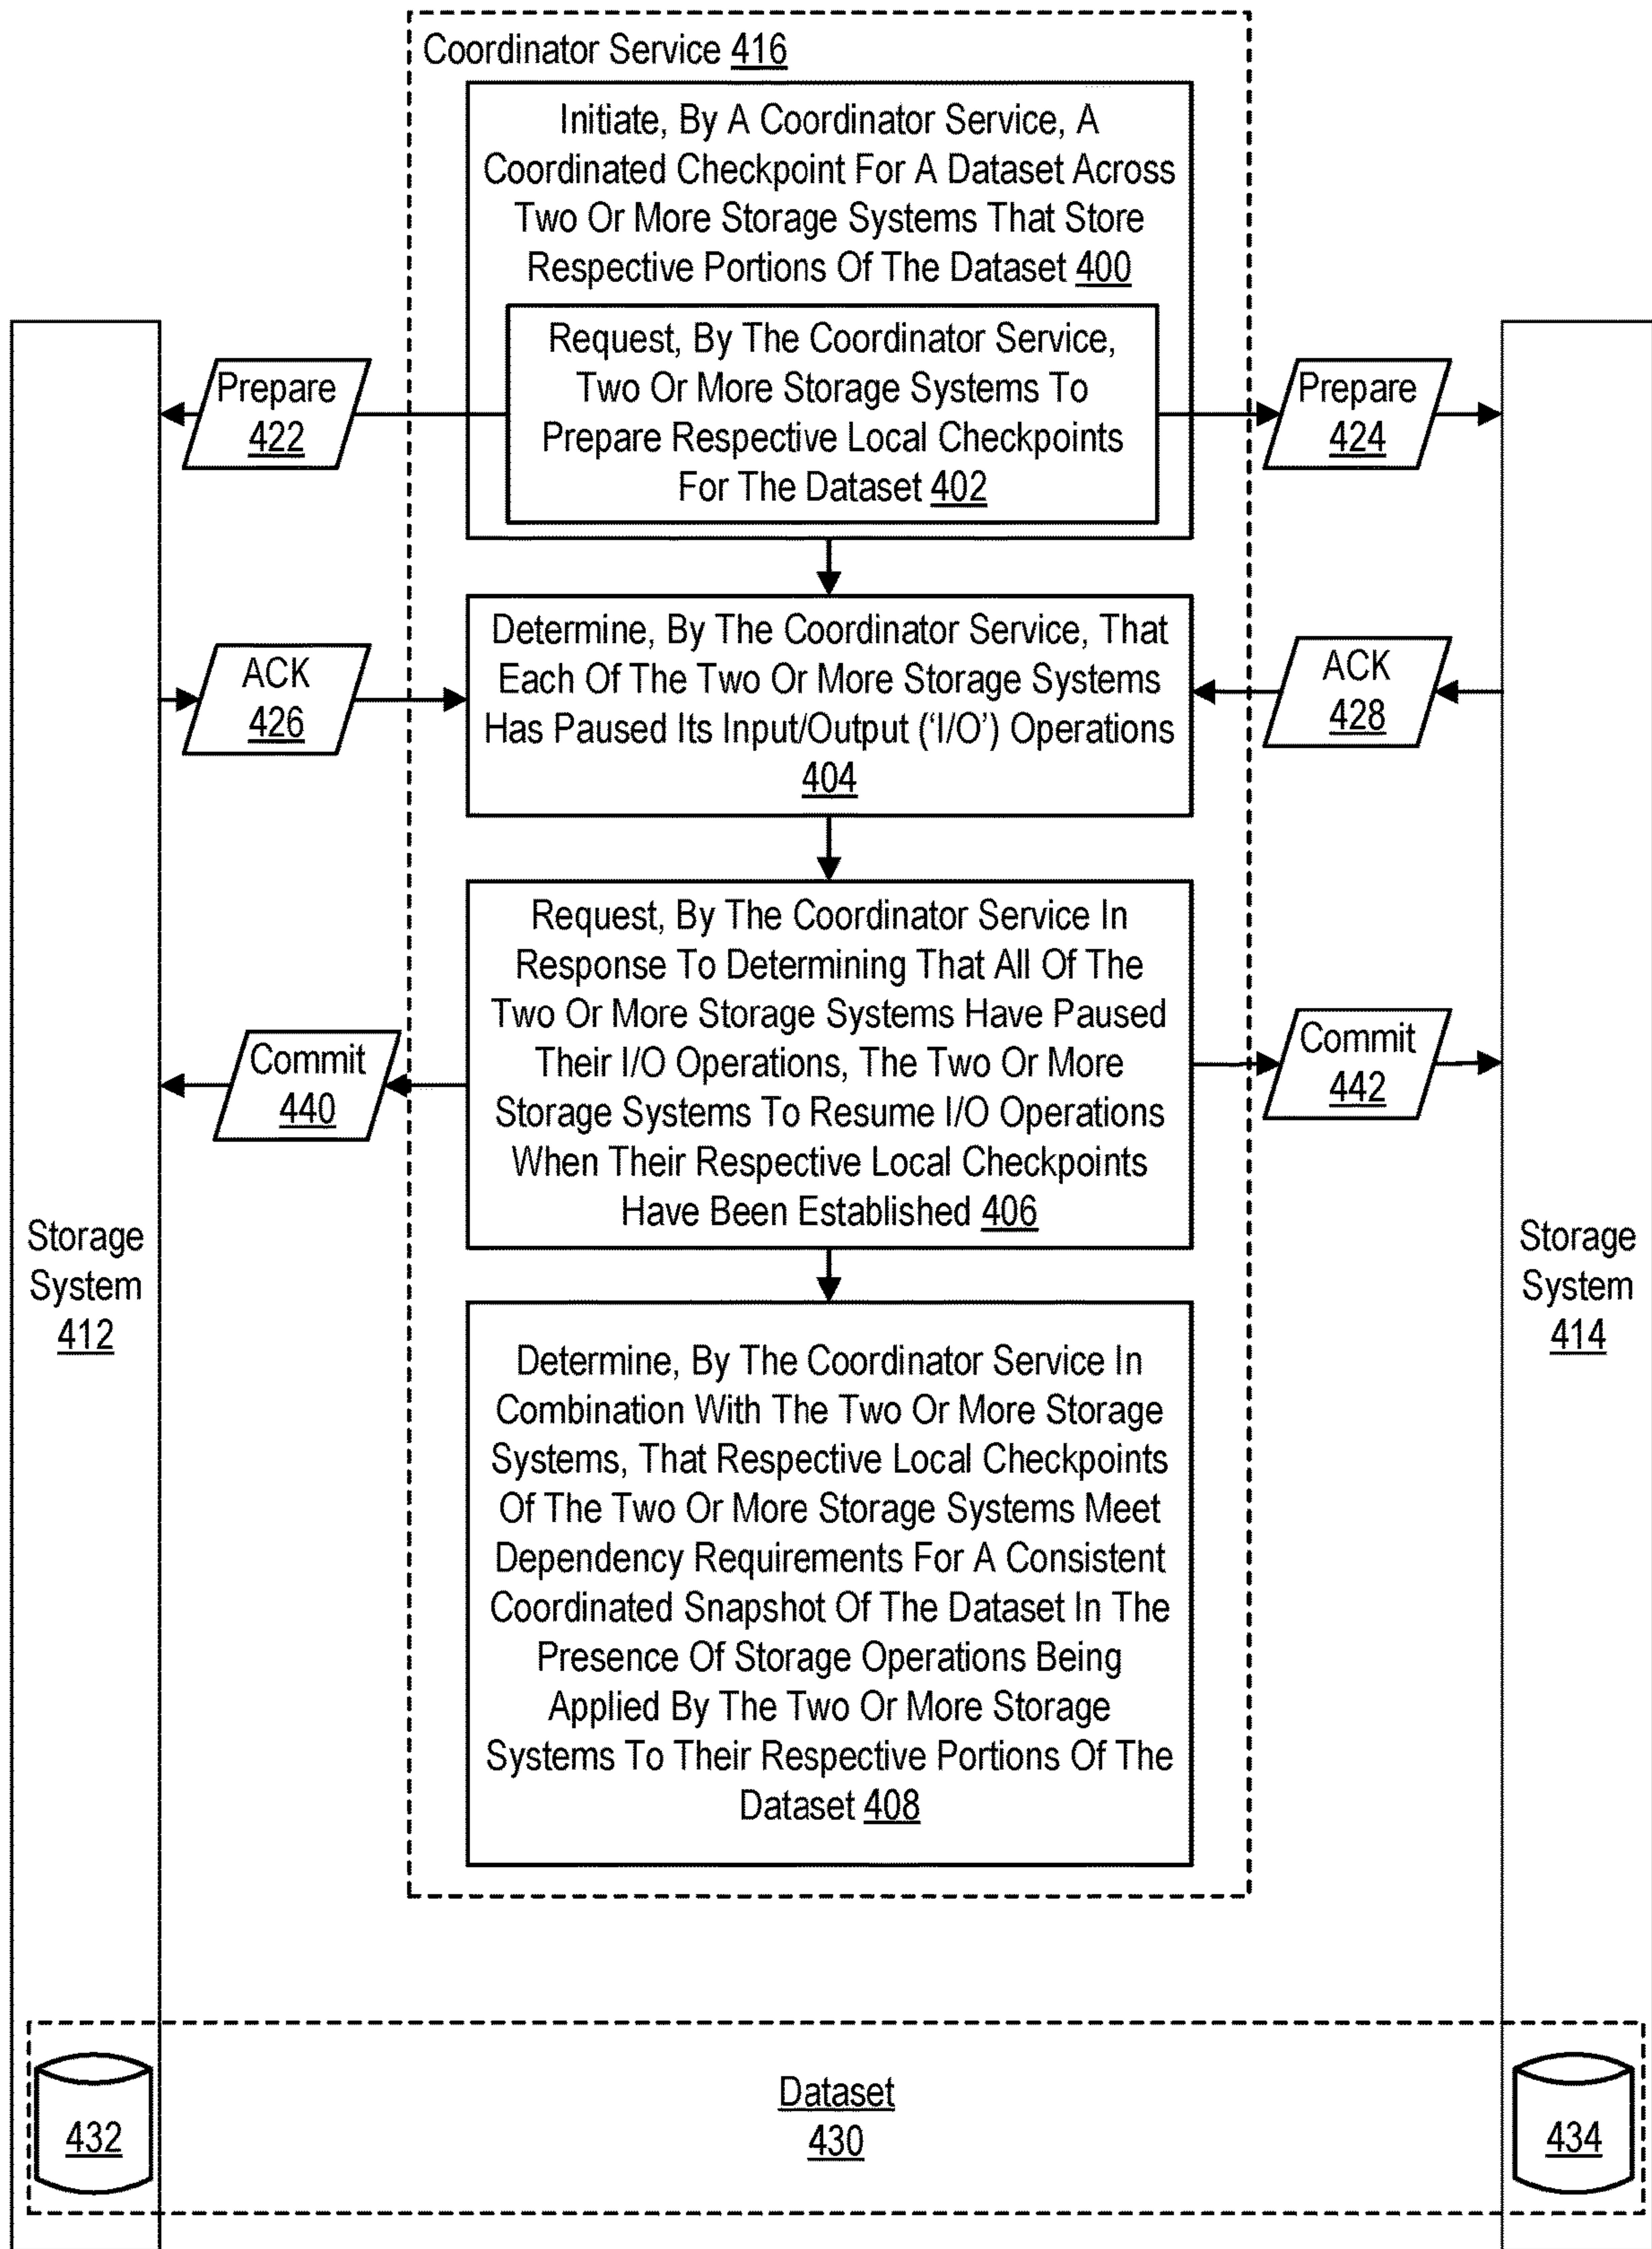 Coordinator Service 416
Initiate, By A Coordinator Service, A
Coordinated Checkpoint For A Dataset Across
Two Or More Storage Systems That Store
Respective Portions Of The Dataset 400
Request, By The Coordinator Service,
Two Or More Storage Systems To
Prepare Respective Local Checkpoints
For The Dataset 402
Prepare
422
Prepare
424
Determine, By The Coordinator Service, That
Each Of The Two Or More Storage Systems
Has Paused Its Input/Output (‘I/O’) Operations
404
ACK
426
ACK
428
Request, By The Coordinator Service In
Response To Determining That All Of The
Two Or More Storage Systems Have Paused
Their I/O Operations, The Two Or More
Storage Systems To Resume I/O Operations
When Their Respective Local Checkpoints
Have Been Established 406
Commit
440
Commit
442
Storage
System
412
Storage
System
414
Determine, By The Coordinator Service In
Combination With The Two Or More Storage
Systems, That Respective Local Checkpoints
Of The Two Or More Storage Systems Meet
Dependency Requirements For A Consistent
Coordinated Snapshot Of The Dataset In The
Presence Of Storage Operations Being
Applied By The Two Or More Storage
Systems To Their Respective Portions Of The
Dataset 408
432
Dataset
430
434